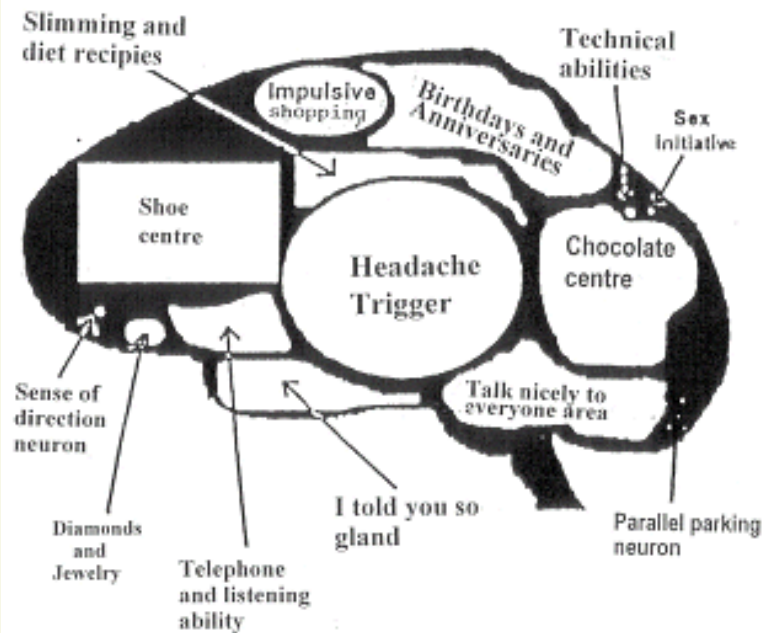 Slimming and
diet recipies
Technical
abilities
Impulsive
shopping
Birthdays and
Anniversaries
Sex
Initiative
Shoe
centre
Chocolate
centre
Headache
Trigger
Sense of
direction
neuron
Talk nicely to
everyone area
I told you so
gland
Diamonds
and
Jewelry
Telephone
and listening
ability
Parallel parking
neuron